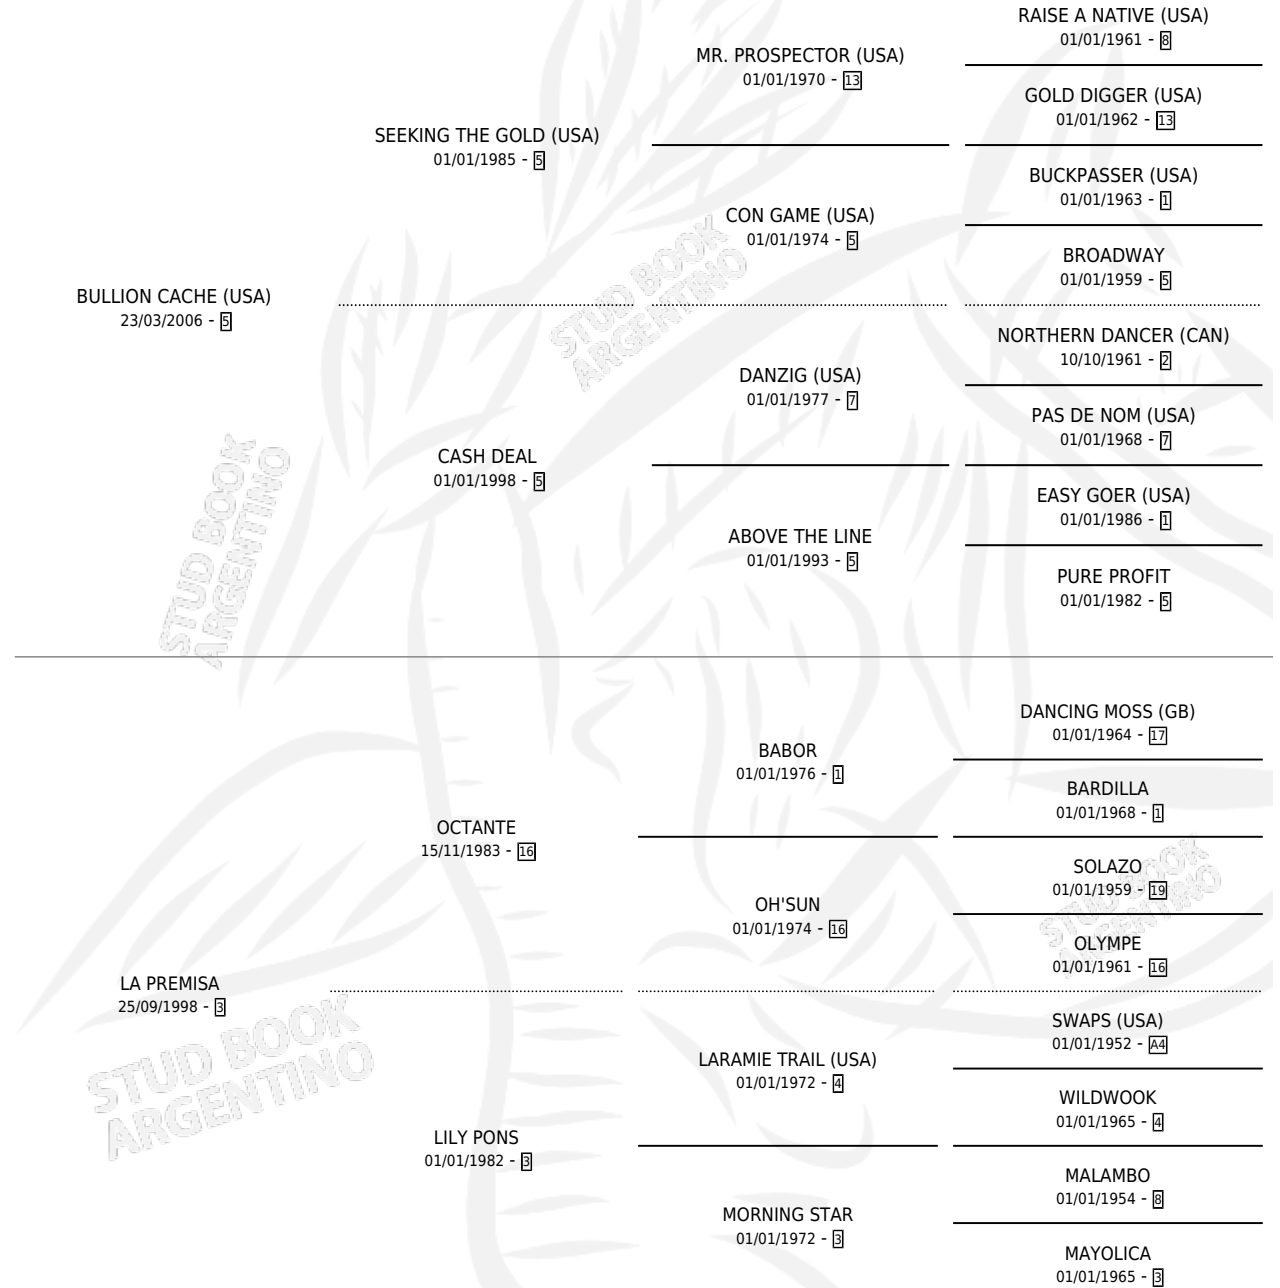 RAISE A NATIVE (USA)
01/01/1961 - 8
MR. PROSPECTOR (USA)
01/01/1970 - 13
GOLD DIGGER (USA)
01/01/1962 - 13
SEEKING THE GOLD (USA)
01/01/1985 - 5
BUCKPASSER (USA)
01/01/1963 - 1
CON GAME (USA)
01/01/1974 - 5
BROADWAY
01/01/1959 - 5
BULLION CACHE (USA)
23/03/2006 - 5
STUD BOOK
ARGENTINO
NORTHERN DANCER (CAN)
10/10/1961 - 2
DANZIG (USA)
01/01/1977 - 7
PAS DE NOM (USA)
01/01/1968 - 7
CASH DEAL
01/01/1998 - 5
EASY GOER (USA)
01/01/1986 - 1
ABOVE THE LINE
01/01/1993 - 5
PURE PROFIT
01/01/1982 - 5
STUD BOOK
ARGENTINO
DANCING MOSS (GB)
01/01/1964 - 17
BABOR
01/01/1976 - 1
BARDILLA
01/01/1968 - 1
OCTANTE
15/11/1983 - 16
SOLAZO
01/01/1959 - 19
OH'SUN
01/01/1974 - 16
OLYMPE
01/01/1961 - 16
STUD BOOK
ARGENTINO
LA PREMISA
25/09/1998 - 3
SWAPS (USA)
01/01/1952 - A4
LARAMIE TRAIL (USA)
01/01/1972 - 4
WILDWOOK
01/01/1965 - 4
STUD BOOK
ARGENTINO
LILY PONS
01/01/1982 - 3
MALAMBO
01/01/1954 - 8
MORNING STAR
01/01/1972 - 3
MAYOLICA
01/01/1965 - 3